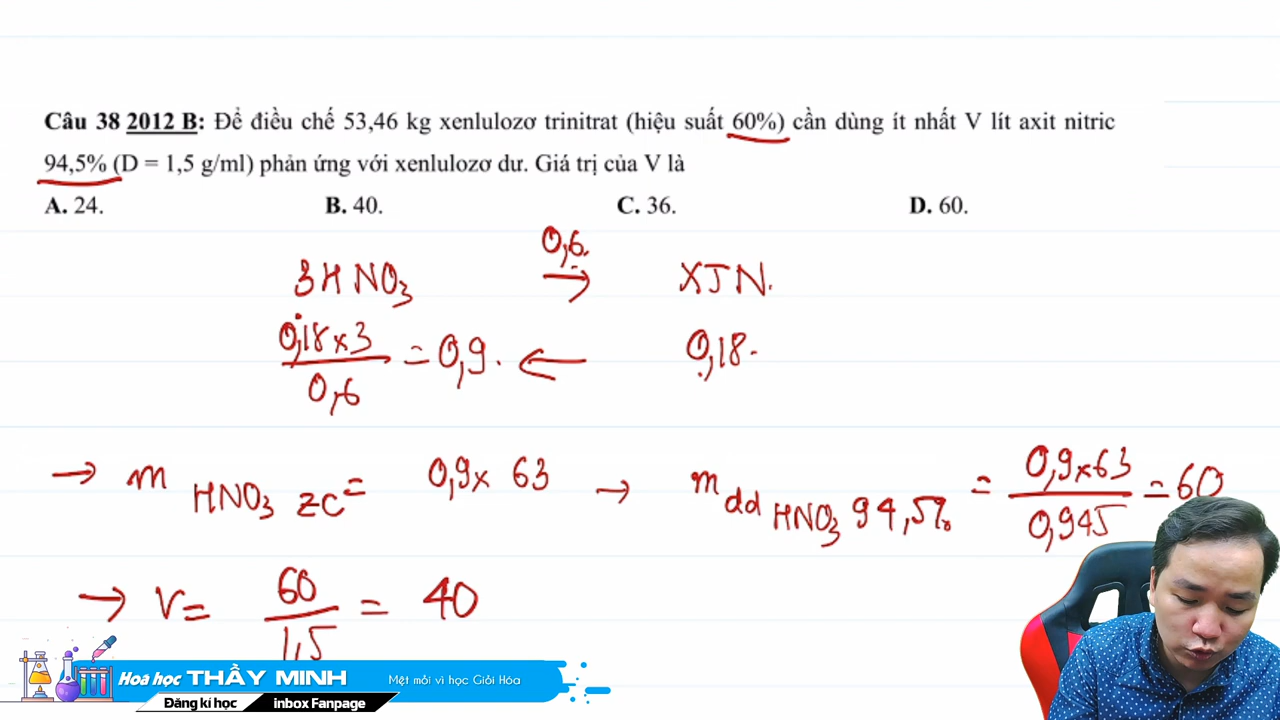 Câu 38 2012 B: Để điều chế 53,46 kg xenlulozơ trinitrat (hiệu suất 60%) cần dùng ít nhất V lít axit nitric
94,5% (D = 1,5 g/ml) phản ứng với xenlulozơ dư. Giá trị của V là
A. 24. B. 40. C. 36. D. 60.
0,6.
3HNO3 → XTN.
0,18x3 / 0,6 = 0,9. ← 0,18.
→ m HNO3 zc = 0,9x 63 → m dd HNO3 94,5% = 0,9x63 / 0,945 = 60
→ V = 60 / 1,5 = 40
Hoá học THẦY MINH Mệt mỏi vì học Giỏi Hóa
Đăng kí học inbox Fanpage